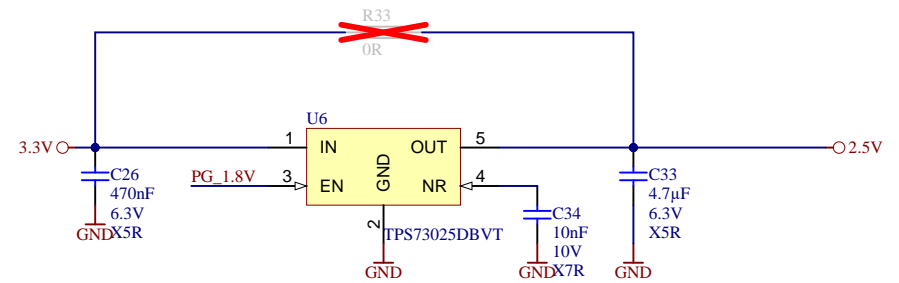 R33
0R
U6
1
IN
OUT
5
3.3V
2.5V
GND
PG_1.8V
3
EN
NR
4
C26
470nF
6.3V
X5R
GND
2
TPS73025DBVT
GND
C34
10nF
10V
X7R
GND
C33
4.7µF
6.3V
X5R
GND